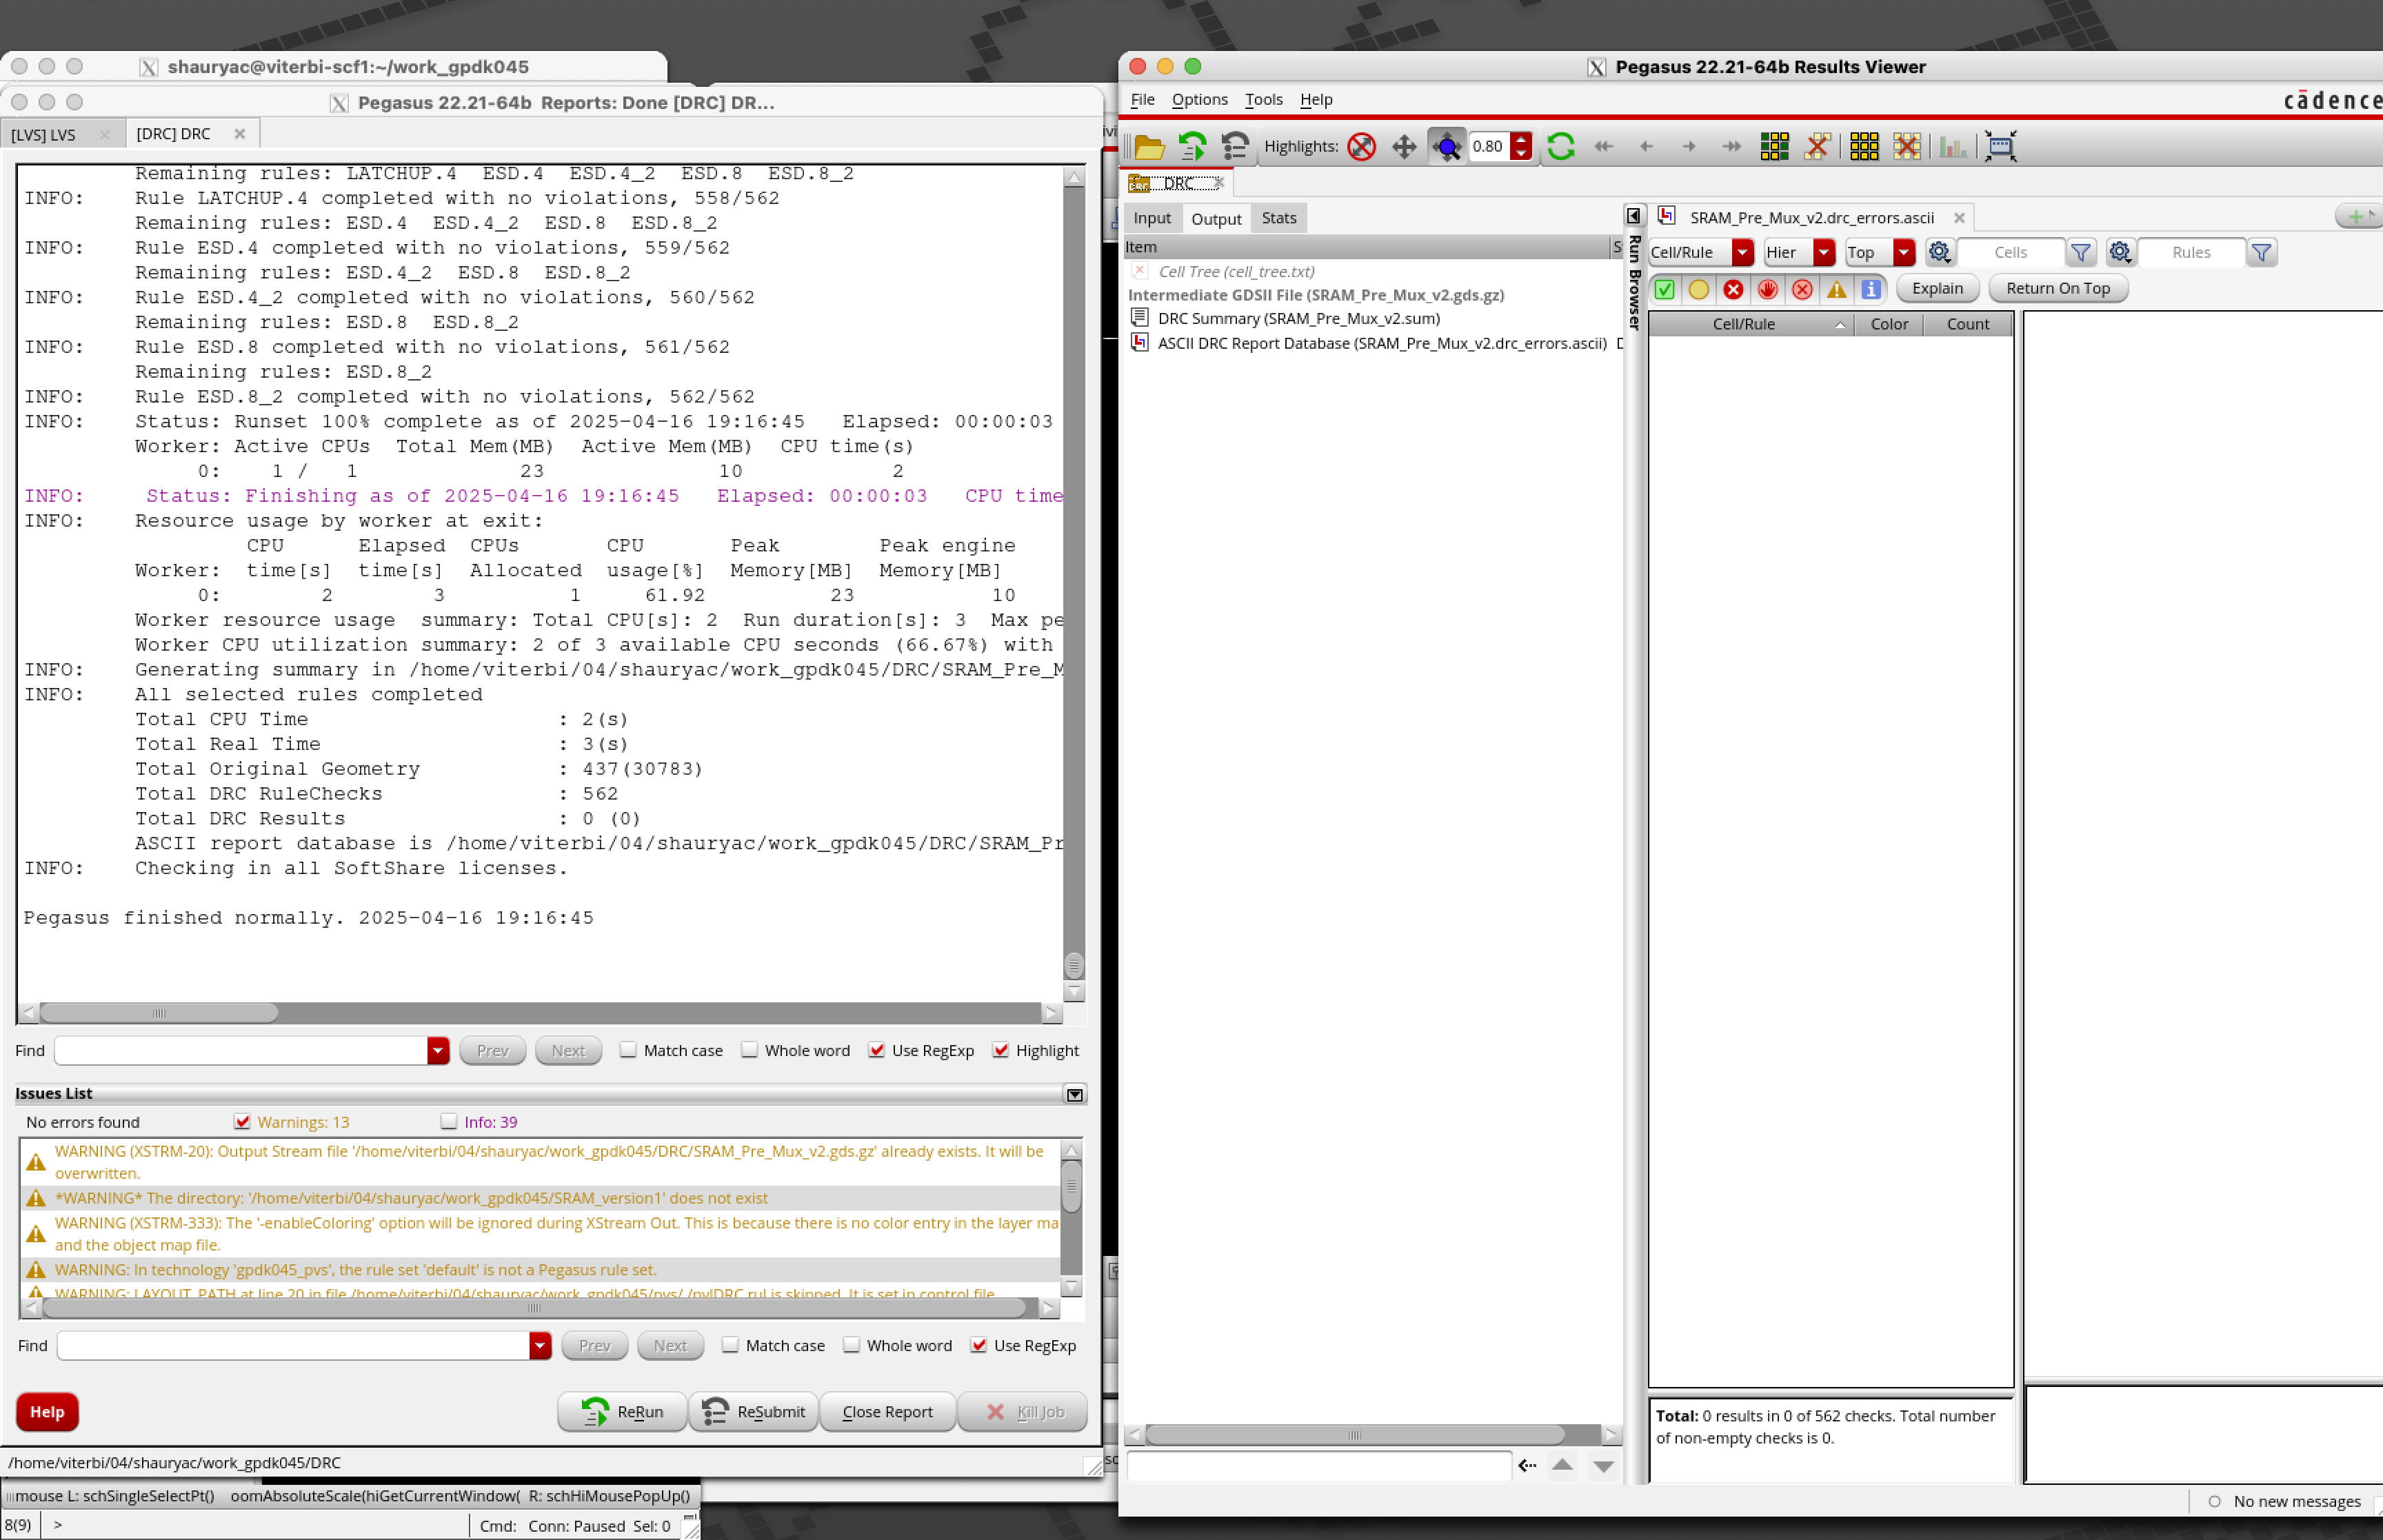 shauryac@viterbi-scf1:~/work_gpdk045
Pegasus 22.21-64b Reports: Done [DRC] DR...
[LVS] LVS
[DRC] DRC
Remaining rules: LATCHUP.4 ESD.4 ESD.4_2 ESD.8 ESD.8_2
INFO: Rule LATCHUP.4 completed with no violations, 558/562
Remaining rules: ESD.4 ESD.4_2 ESD.8 ESD.8_2
INFO: Rule ESD.4 completed with no violations, 559/562
Remaining rules: ESD.4_2 ESD.8 ESD.8_2
INFO: Rule ESD.4_2 completed with no violations, 560/562
Remaining rules: ESD.8 ESD.8_2
INFO: Rule ESD.8 completed with no violations, 561/562
Remaining rules: ESD.8_2
INFO: Rule ESD.8_2 completed with no violations, 562/562
INFO: Status: Runset 100% complete as of 2025-04-16 19:16:45 Elapsed: 00:00:03
Worker: Active CPUs Total Mem(MB) Active Mem(MB) CPU time(s)
0: 1 / 1 23 10 2
INFO: Status: Finishing as of 2025-04-16 19:16:45 Elapsed: 00:00:03 CPU time
INFO: Resource usage by worker at exit:
CPU Elapsed CPUs CPU Peak Peak engine
Worker: time[s] time[s] Allocated usage[%] Memory[MB] Memory[MB]
0: 2 3 1 61.92 23 10
Worker resource usage summary: Total CPU[s]: 2 Run duration[s]: 3 Max pe
Worker CPU utilization summary: 2 of 3 available CPU seconds (66.67%) with
INFO: Generating summary in /home/viterbi/04/shauryac/work_gpdk045/DRC/SRAM_Pre_M
INFO: All selected rules completed
Total CPU Time : 2(s)
Total Real Time : 3(s)
Total Original Geometry : 437(30783)
Total DRC RuleChecks : 562
Total DRC Results : 0 (0)
ASCII report database is /home/viterbi/04/shauryac/work_gpdk045/DRC/SRAM_Pr
INFO: Checking in all SoftShare licenses.
Pegasus finished normally. 2025-04-16 19:16:45
Find Prev Next Match case Whole word Use RegExp Highlight
Issues List
No errors found Warnings: 13 Info: 39
WARNING (XSTRM-20): Output Stream file '/home/viterbi/04/shauryac/work_gpdk045/DRC/SRAM_Pre_Mux_v2.gds.gz' already exists. It will be
overwritten.
*WARNING* The directory: '/home/viterbi/04/shauryac/work_gpdk045/SRAM_version1' does not exist
WARNING (XSTRM-333): The '-enableColoring' option will be ignored during XStream Out. This is because there is no color entry in the layer ma
and the object map file.
WARNING: In technology 'gpdk045_pvs', the rule set 'default' is not a Pegasus rule set.
WARNING: LAYOUT_PATH at line 20 in file /home/viterbi/04/shauryac/work_gpdk045/pvs/./pvlDRC.rul is skipped. It is set in control file.
Find Prev Next Match case Whole word Use RegExp
Help ReRun ReSubmit Close Report Kill Job
/home/viterbi/04/shauryac/work_gpdk045/DRC
mouse L: schSingleSelectPt() oomAbsoluteScale(hiGetCurrentWindow( R: schHiMousePopUp()
8(9) > Cmd: Conn: Paused Sel: 0
Pegasus 22.21-64b Results Viewer
File Options Tools Help
cādence
Highlights: 0.80
DRC
Input Output Stats
Item S
Cell Tree (cell_tree.txt)
Intermediate GDSII File (SRAM_Pre_Mux_v2.gds.gz)
DRC Summary (SRAM_Pre_Mux_v2.sum)
ASCII DRC Report Database (SRAM_Pre_Mux_v2.drc_errors.ascii) D
Run Browser
SRAM_Pre_Mux_v2.drc_errors.ascii
Cell/Rule Hier Top Cells Rules
Explain Return On Top
Cell/Rule Color Count
Total: 0 results in 0 of 562 checks. Total number
of non-empty checks is 0.
No new messages